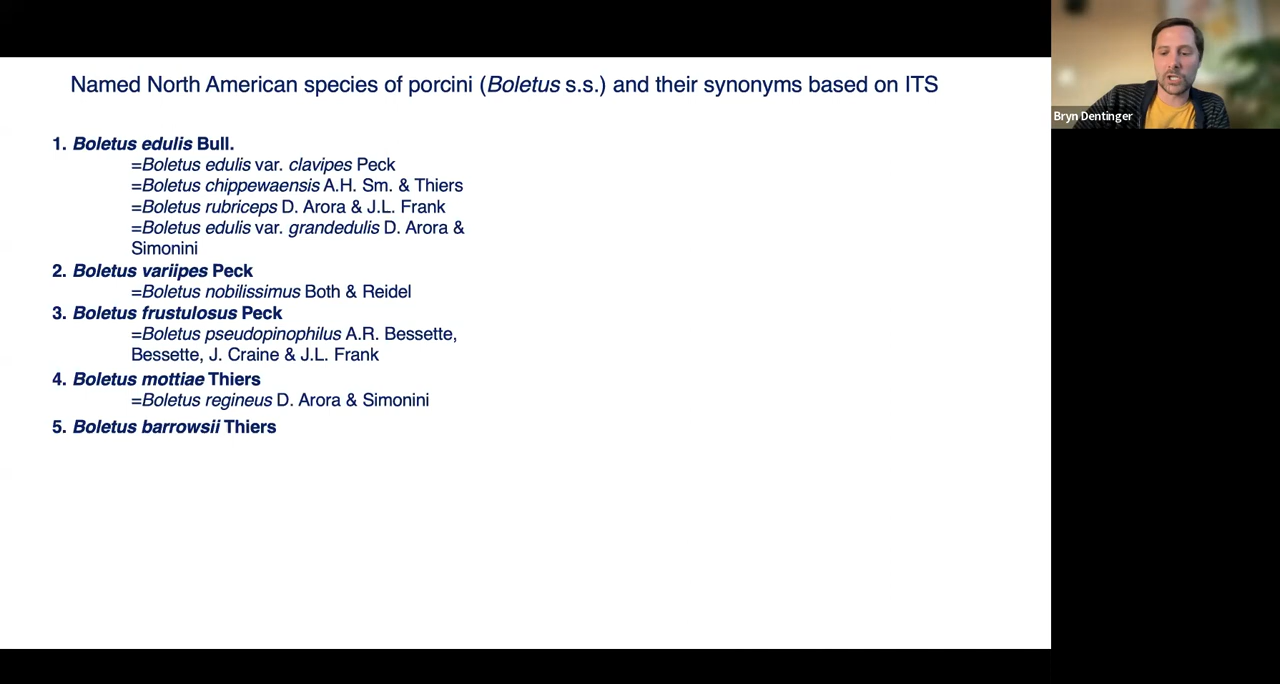 Named North American species of porcini (Boletus s.s.) and their synonyms based on ITS
Bryn Dentinger
1. Boletus edulis Bull.
=Boletus edulis var. clavipes Peck
=Boletus chippewaensis A.H. Sm. & Thiers
=Boletus rubriceps D. Arora & J.L. Frank
=Boletus edulis var. grandedulis D. Arora &
Simonini
2. Boletus variipes Peck
=Boletus nobilissimus Both & Reidel
3. Boletus frustulosus Peck
=Boletus pseudopinophilus A.R. Bessette,
Bessette, J. Craine & J.L. Frank
4. Boletus mottiae Thiers
=Boletus regineus D. Arora & Simonini
5. Boletus barrowsii Thiers